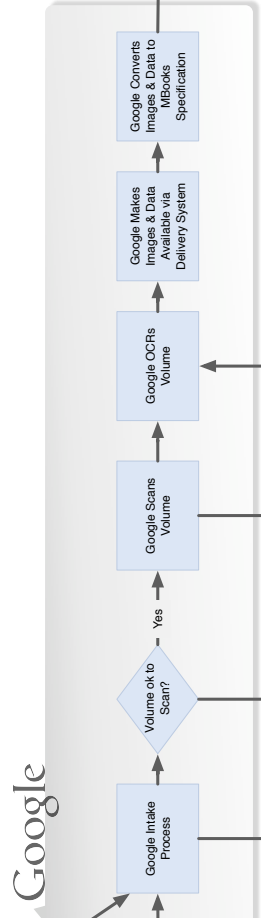 Google
Google Intake
Process
Volume ok to
Scan?
Yes
Google Scans
Volume
Google OCRs
Volume
Google Makes
Images & Data
Available via
Delivery System
Google Converts
Images & Data to
MBooks
Specification